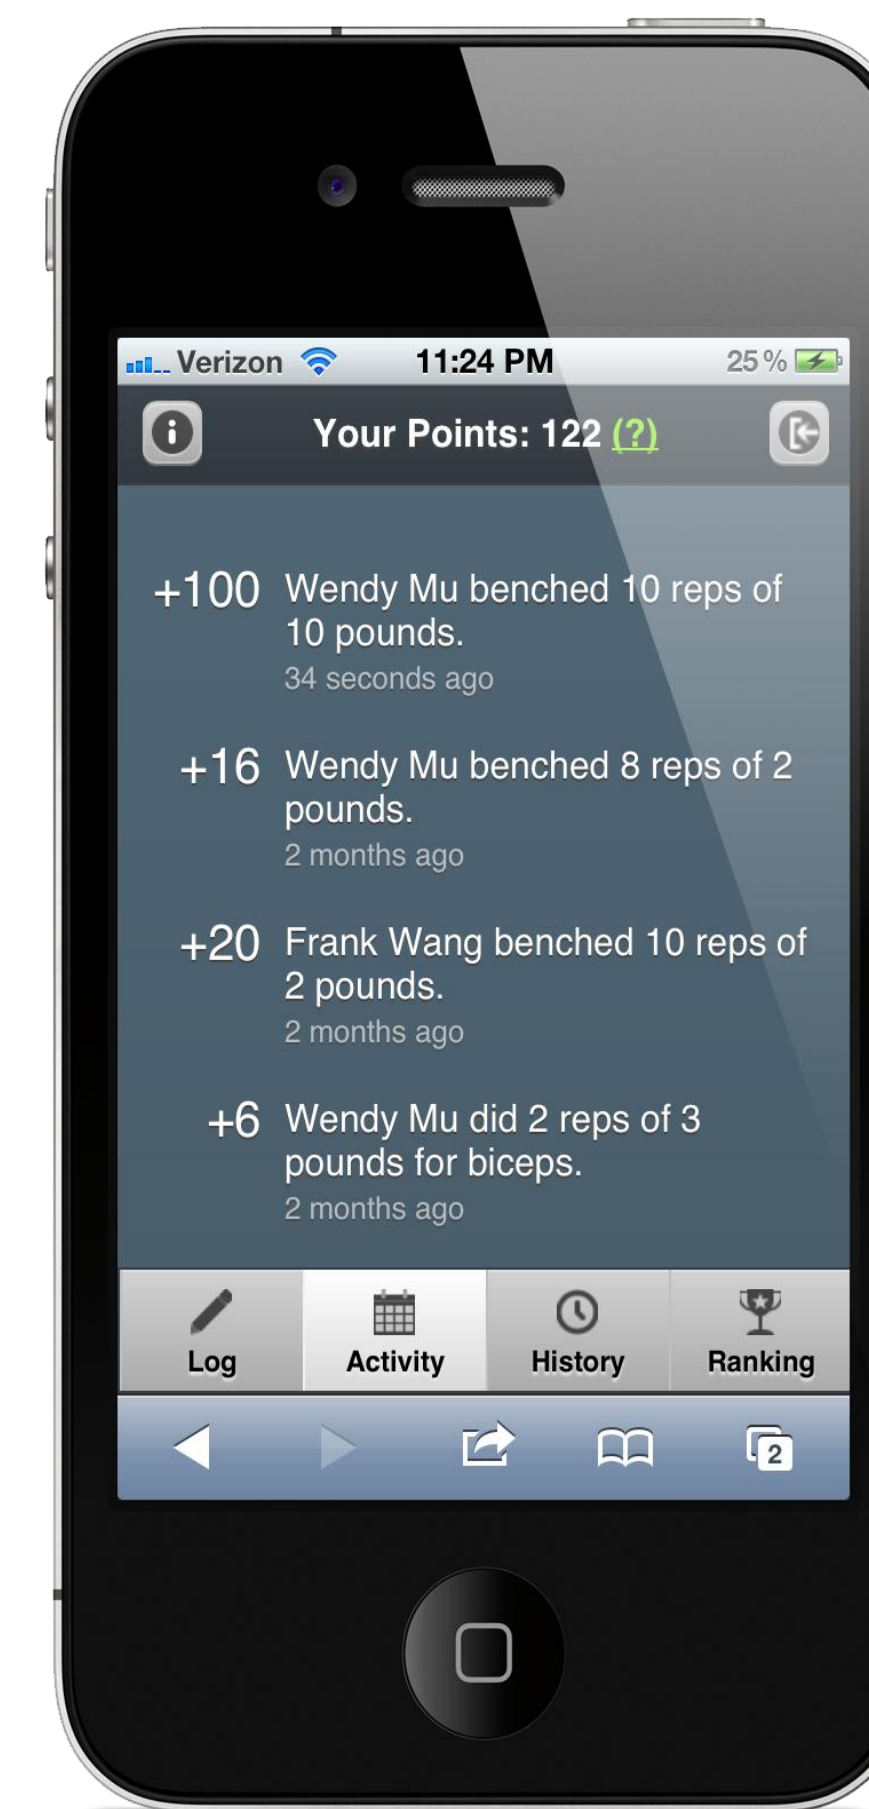 Verizon 11:24 PM 25%
Your Points: 122 (?)
+100 Wendy Mu benched 10 reps of
10 pounds.
34 seconds ago
+16 Wendy Mu benched 8 reps of 2
pounds.
2 months ago
+20 Frank Wang benched 10 reps of
2 pounds.
2 months ago
+6 Wendy Mu did 2 reps of 3
pounds for biceps.
2 months ago
Log Activity History Ranking
2